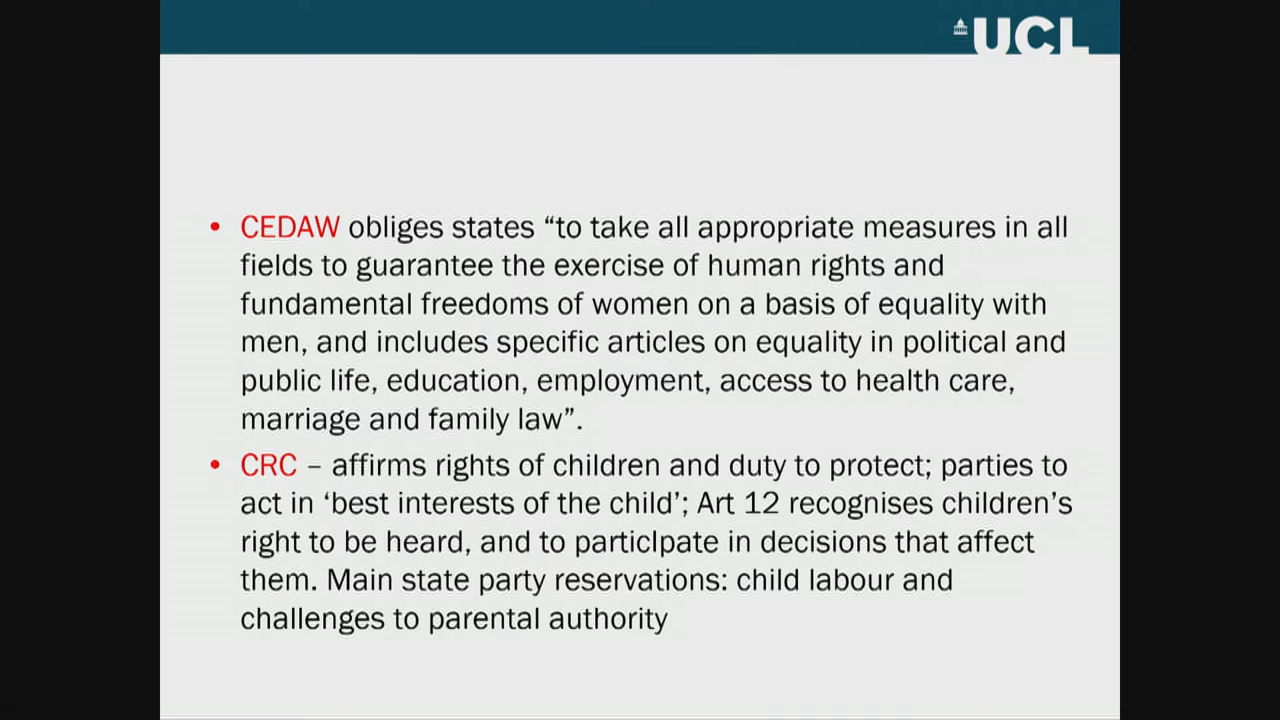 UCL
• CEDAW obliges states “to take all appropriate measures in all
fields to guarantee the exercise of human rights and
fundamental freedoms of women on a basis of equality with
men, and includes specific articles on equality in political and
public life, education, employment, access to health care,
marriage and family law”.
• CRC – affirms rights of children and duty to protect; parties to
act in ‘best interests of the child’; Art 12 recognises children’s
right to be heard, and to particlpate in decisions that affect
them. Main state party reservations: child labour and
challenges to parental authority